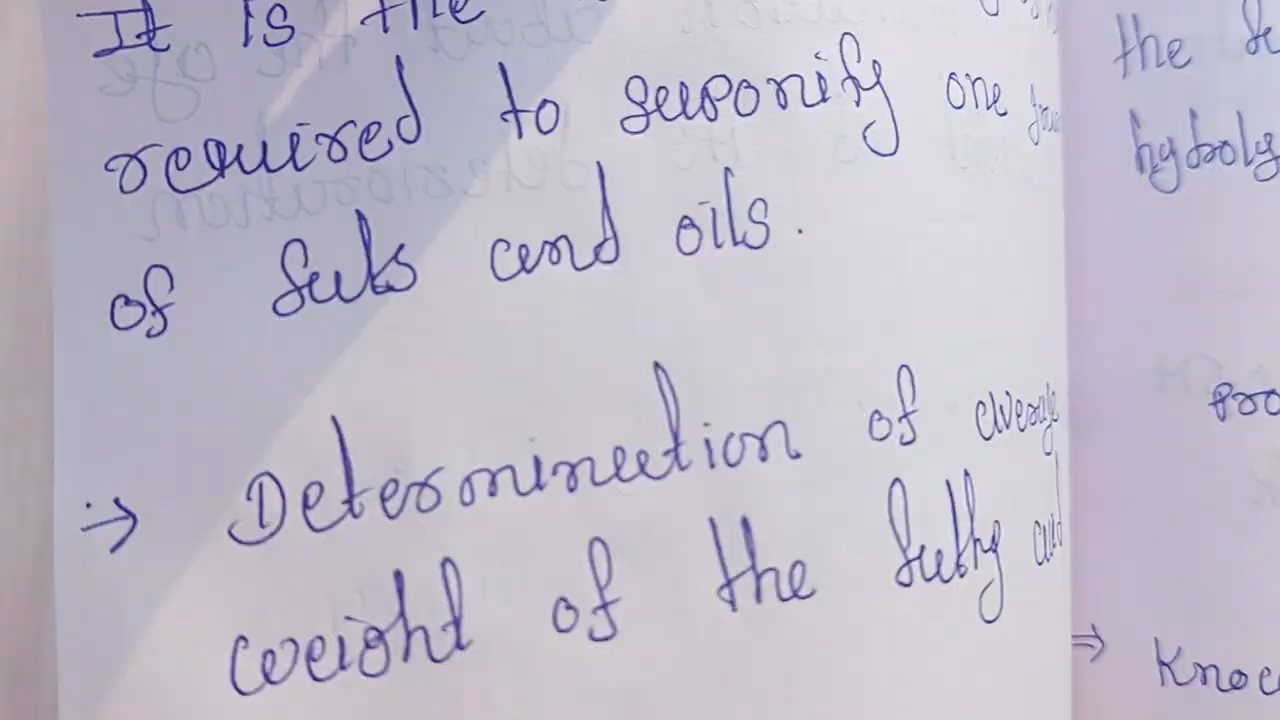 It is the
required to saponify one
of fats and oils.
→ Determination of average
weight of the fatty acid
the
hydrolys
Pro
⇒ Know